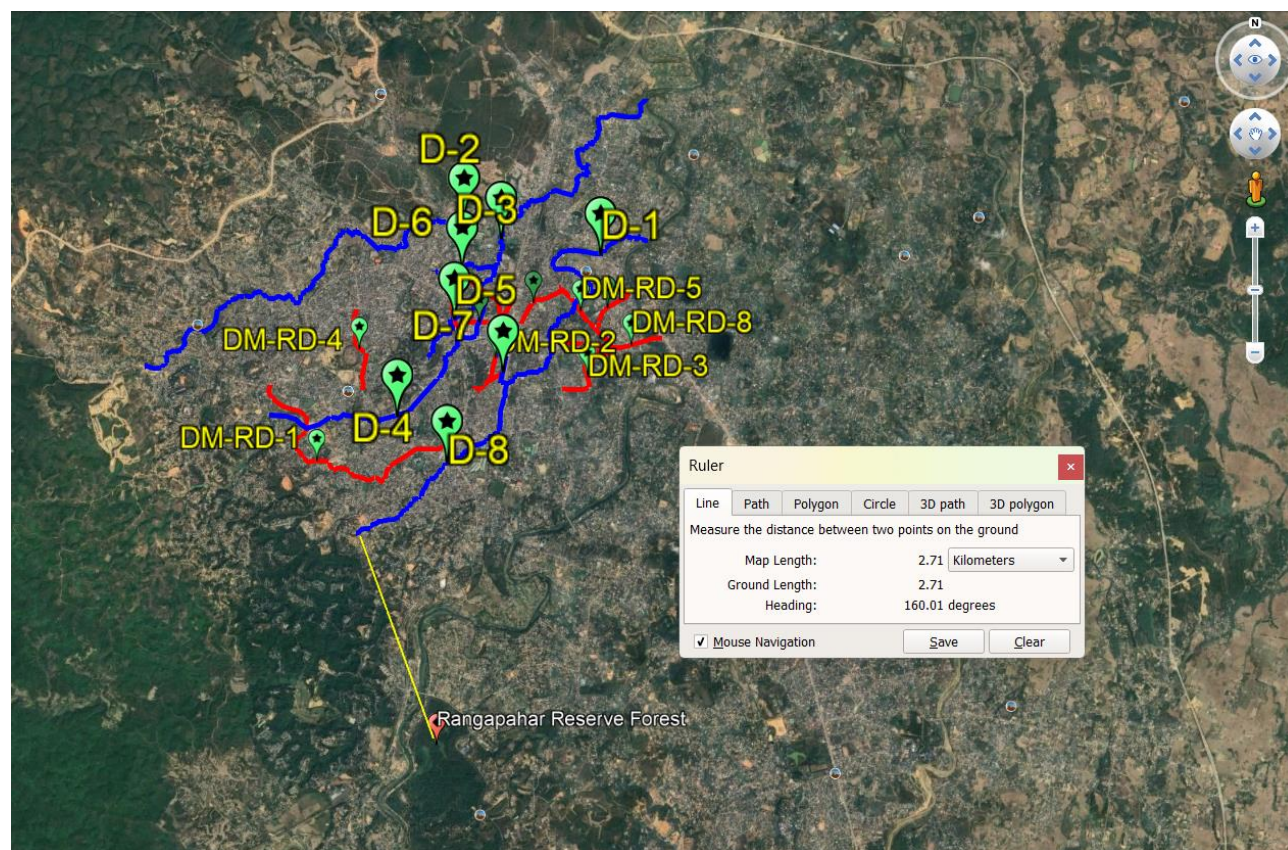 N
D-2
D-3
D-6
D-1
D-5
DM-RD-5
D-7
DM-RD-8
DM-RD-4
DM-RD-2
DM-RD-3
D-4
DM-RD-1
D-8
Ruler
Line Path Polygon Circle 3D path 3D polygon
Measure the distance between two points on the ground
Map Length: 2.71 Kilometers
Ground Length: 2.71
Heading: 160.01 degrees
Mouse Navigation Save Clear
Rangapahar Reserve Forest